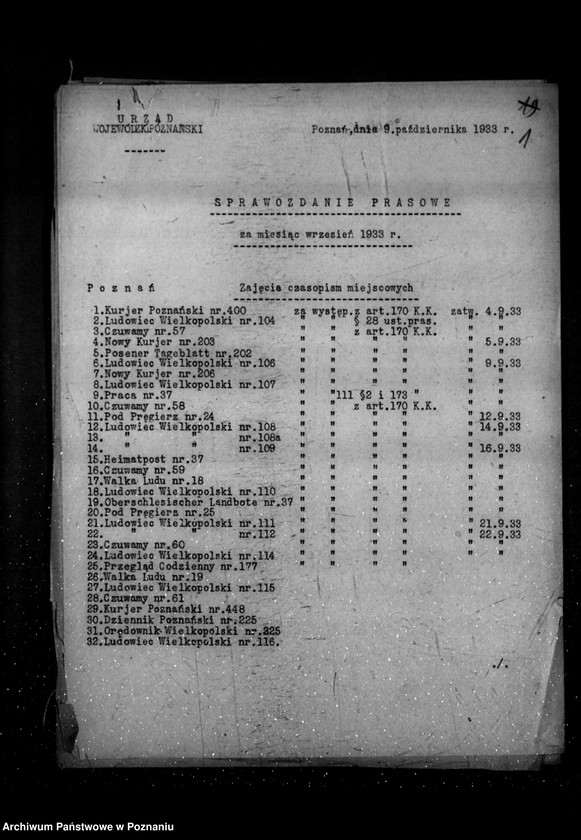 URZĄD
WOJEWÓDZKI POZNAŃSKI
Poznań, dnia 9. października 1933 r.
19
1
SPRAWOZDANIE PRASOWE
za miesiąc wrzesień 1933 r.
Poznań Zajęcia czasopism miejscowych
1.Kurjer Poznański nr.400 za występ.z art.170 K.K. zatw. 4.9.33
2.Ludowiec Wielkopolski nr.104 " " § 28 ust.pras. " "
3.Czuwamy nr.57 " " z art.170 K.K. " "
4.Nowy Kurjer nr.203 " " " " " 5.9.33
5.Posener Tageblatt nr.202 " " " " " "
6.Ludowiec Wielkopolski nr.106 " " " " " 9.9.33
7.Nowy Kurjer nr.206 " " " " " "
8.Ludowiec Wielkopolski nr.107 " " " " " "
9.Praca nr.37 " "111 §2 i 173 " " "
10.Czuwamy nr.58 " z art.170 K.K. " "
11.Pod Pręgierz nr.24 " " " " " 12.9.33
12.Ludowiec Wielkopolski nr.108 " " " " " 14.9.33
13. " " nr.108a " " " " " "
14. " " nr.109 " " " " " 16.9.33
15.Heimatpost nr.37 " " " " " "
16.Czuwamy nr.59 " " " " " "
17.Walka Ludu nr.18 " " " " " "
18.Ludowiec Wielkopolski nr.110 " " " " " "
19.Oberschlesischer Landbote nr.37 " " " " " "
20.Pod Pręgierz nr.25 " " " " " "
21.Ludowiec Wielkopolski nr.111 " " " " " 21.9.33
22. " " nr.112 " " " " " 22.9.33
23.Czuwamy nr.60 " " " " " "
24.Ludowiec Wielkopolski nr.114 " " " " " "
25.Przegląd Codzienny nr.177 " " " "
26.Walka Ludu nr.19
27.Ludowiec Wielkopolski nr.115
28.Czuwamy nr.61
29.Kurjer Poznański nr.448
30.Dziennik Poznański nr.225
31.Orędownik Wielkopolski nr.225
32.Ludowiec Wielkopolski nr.116.
./.
Archiwum Państwowe w Poznaniu